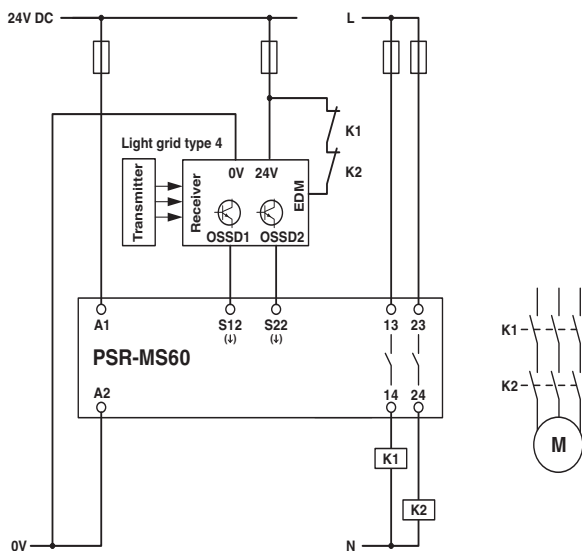 24V DC
L
K1
K2
Light grid type 4
Transmitter
Receiver
0V 24V
EDM
OSSD1 OSSD2
A1
S12
(↓)
S22
(↓)
13 23
PSR-MS60
A2
14 24
K1
K2
0V
N
K1
K2
M